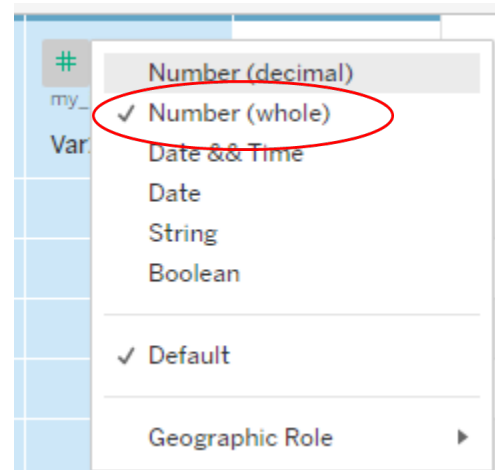 #
Number (decimal)
my_
✓ Number (whole)
Var
Date && Time
Date
String
Boolean
✓ Default
Geographic Role